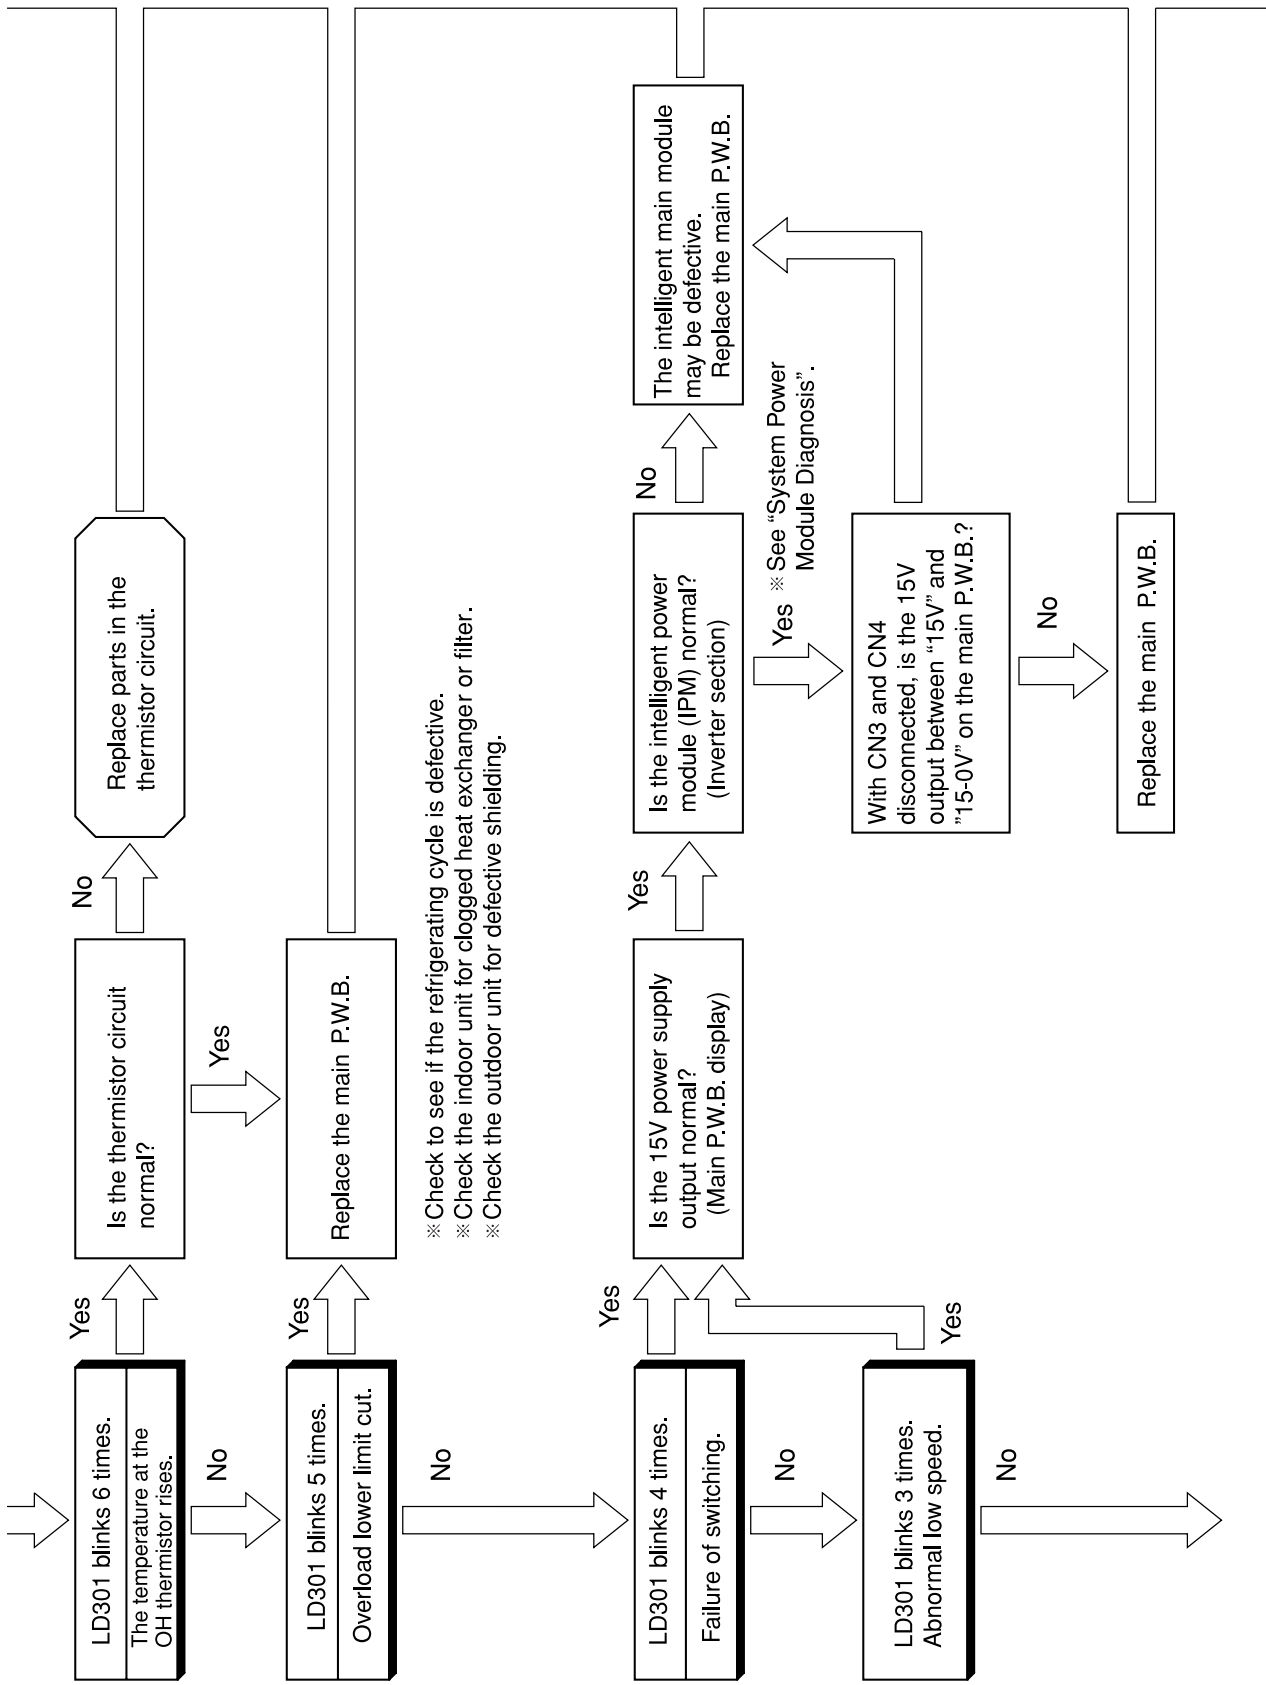 LD301 blinks 6 times.
The temperature at the
OH thermistor rises.
Yes
Is the thermistor circuit
normal?
No
Replace parts in the
thermistor circuit.
No
Yes
LD301 blinks 5 times.
Overload lower limit cut.
Yes
Replace the main P.W.B.
※Check to see if the refrigerating cycle is defective.
※Check the indoor unit for clogged heat exchanger or filter.
※Check the outdoor unit for defective shielding.
No
LD301 blinks 4 times.
Failure of switching.
Yes
Is the 15V power supply
output normal?
(Main P.W.B. display)
Yes
Is the intelligent power
module (IPM) normal?
(Inverter section)
No
The intelligent main module
may be defective.
Replace the main P.W.B.
No
Yes
※ See “System Power
Module Diagnosis”.
LD301 blinks 3 times.
Abnormal low speed.
Yes
With CN3 and CN4
disconnected, is the 15V
output between “15V” and
”15-0V” on the main P.W.B.?
No
No
Replace the main P.W.B.